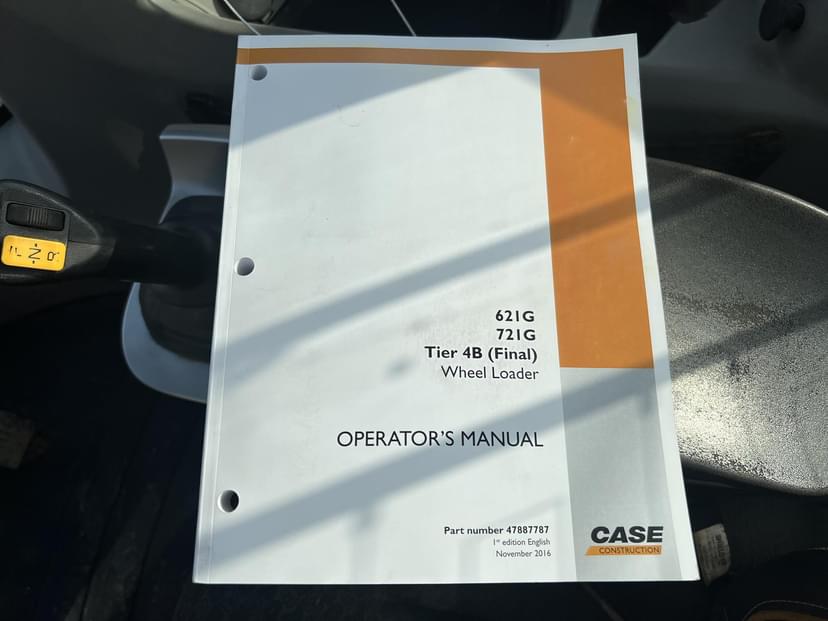 F N R
621G
721G
Tier 4B (Final)
Wheel Loader
OPERATOR'S MANUAL
Part number 47887787
1st edition English
November 2016
CASE
CONSTRUCTION